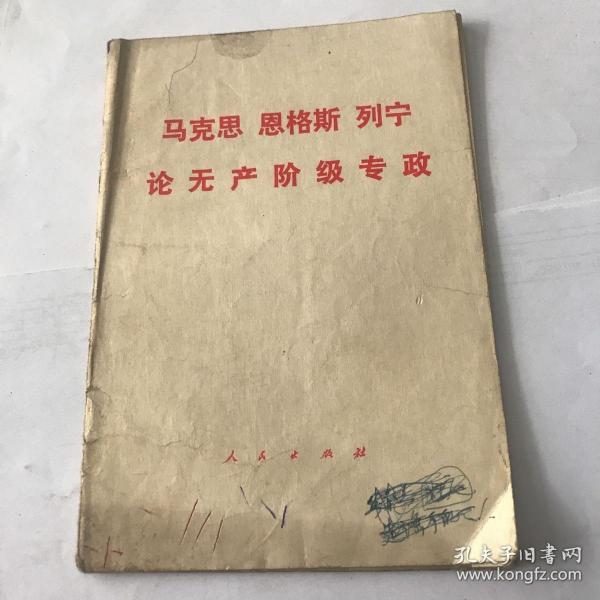 马克思 恩格斯 列宁
论无产阶级专政
人民出版社
孔夫子旧书网
www.kongfz.com